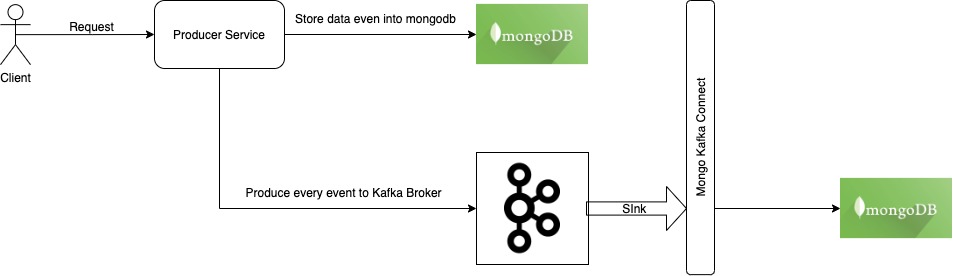 Client
Request
Producer Service
Store data even into mongodb
mongoDB
Produce every event to Kafka Broker
SInk
Mongo Kafka Connect
mongoDB